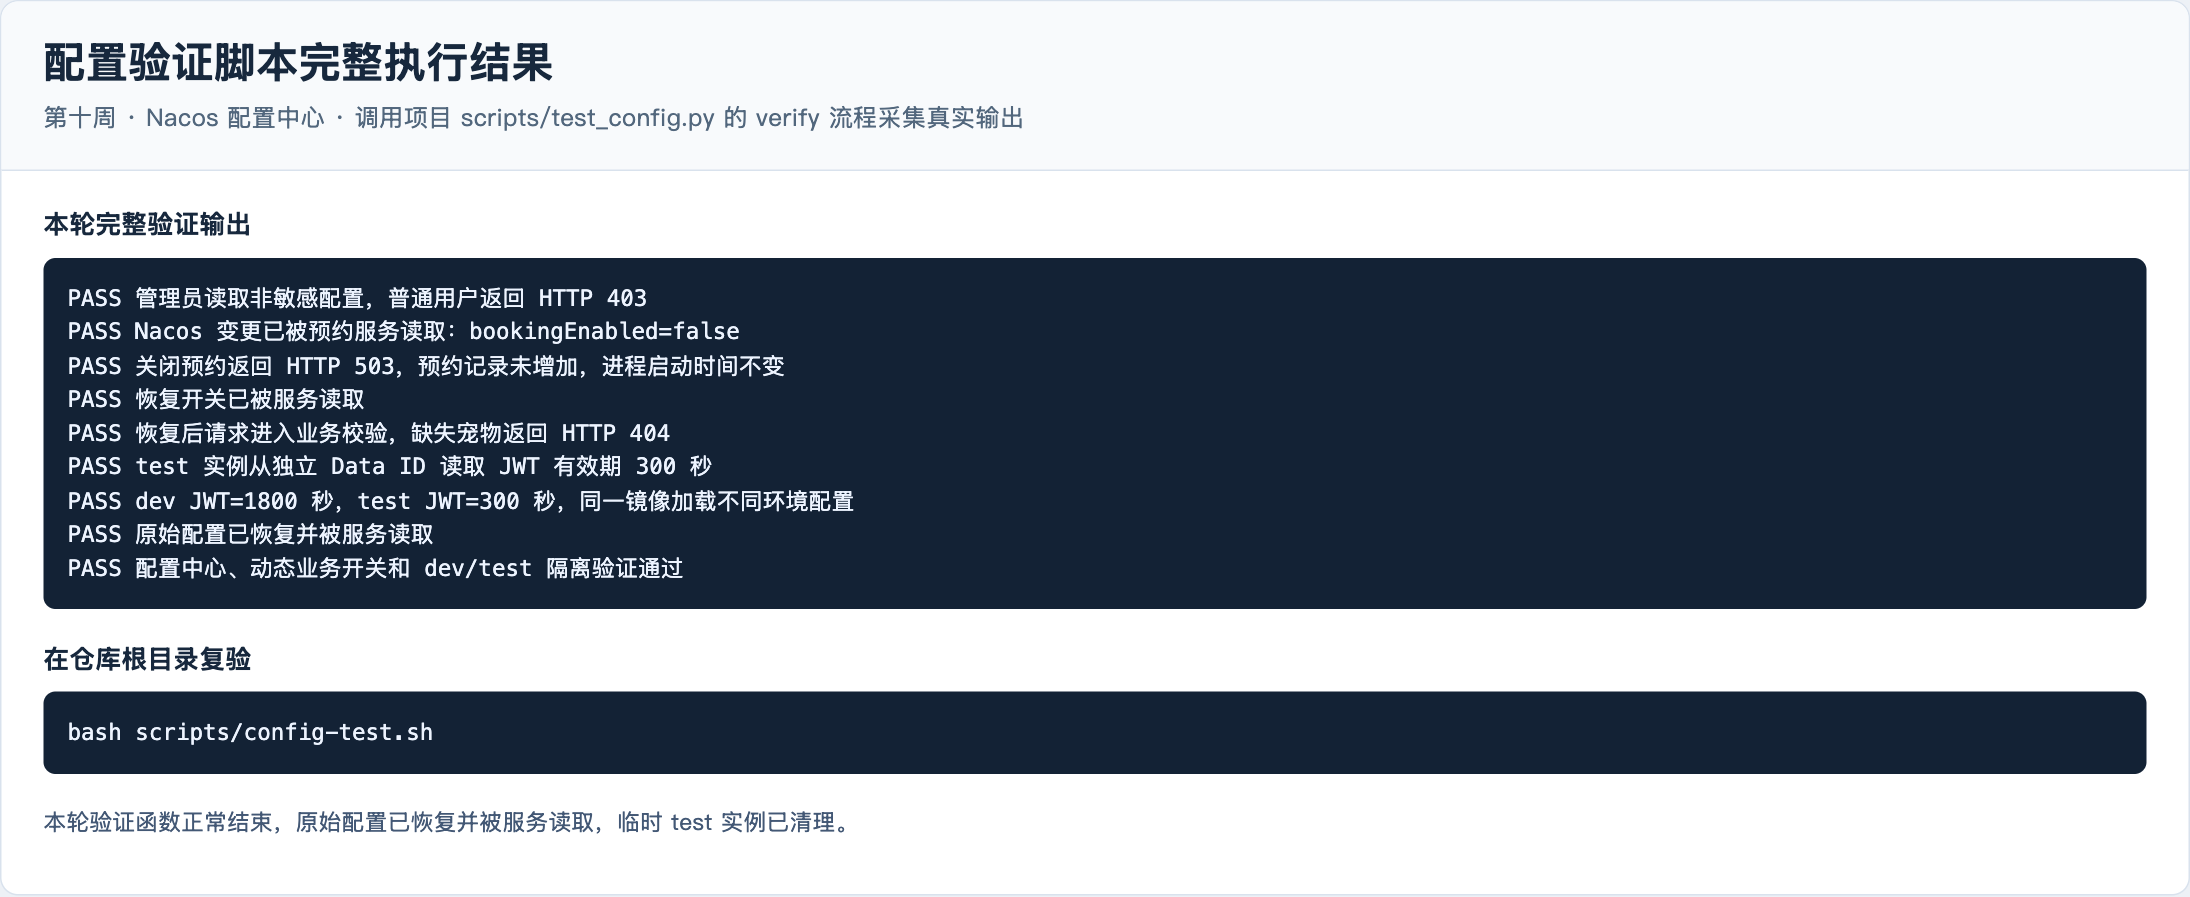 配置验证脚本完整执行结果
第十周 · Nacos 配置中心 · 调用项目 scripts/test_config.py 的 verify 流程采集真实输出
本轮完整验证输出
PASS 管理员读取非敏感配置，普通用户返回 HTTP 403
PASS Nacos 变更已被预约服务读取：bookingEnabled=false
PASS 关闭预约返回 HTTP 503，预约记录未增加，进程启动时间不变
PASS 恢复开关已被服务读取
PASS 恢复后请求进入业务校验，缺失宠物返回 HTTP 404
PASS test 实例从独立 Data ID 读取 JWT 有效期 300 秒
PASS dev JWT=1800 秒，test JWT=300 秒，同一镜像加载不同环境配置
PASS 原始配置已恢复并被服务读取
PASS 配置中心、动态业务开关和 dev/test 隔离验证通过
在仓库根目录复验
bash scripts/config-test.sh
本轮验证函数正常结束，原始配置已恢复并被服务读取，临时 test 实例已清理。